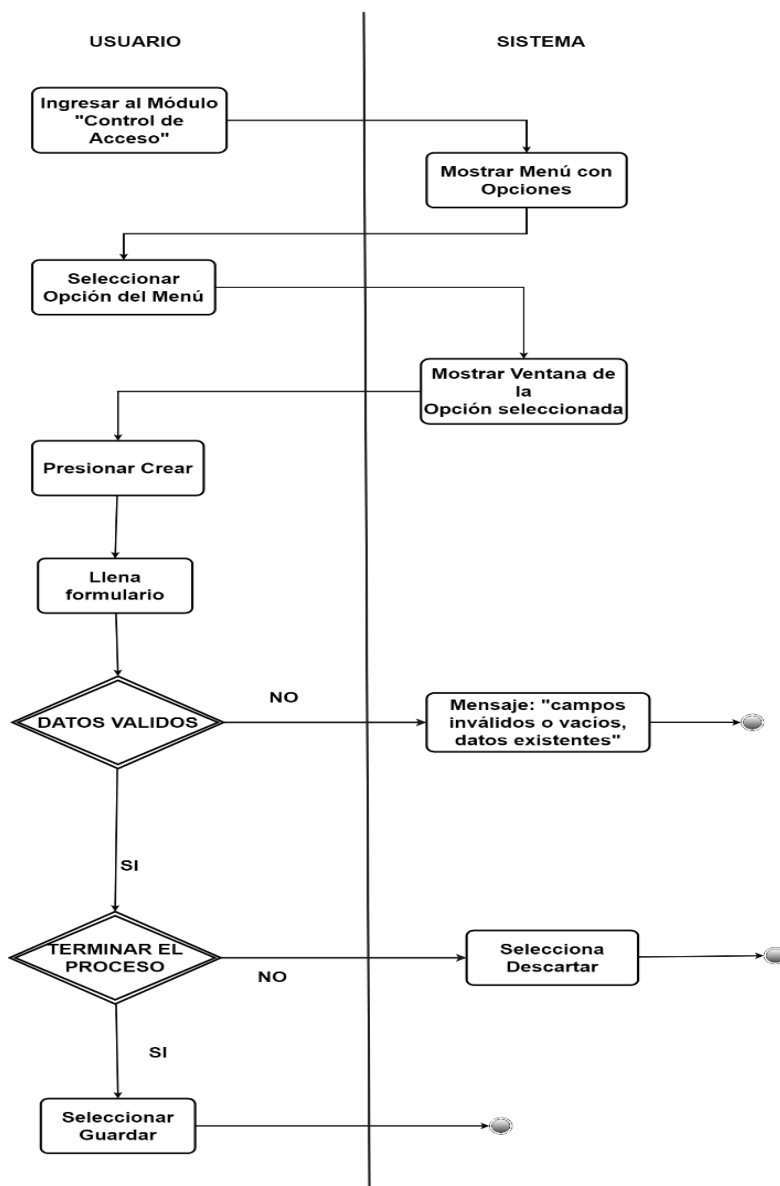 USUARIO
SISTEMA
Ingresar al Módulo
"Control de
Acceso"
Mostrar Menú con
Opciones
Seleccionar
Opción del Menú
Mostrar Ventana de
la
Opción seleccionada
Presionar Crear
Llena
formulario
DATOS VALIDOS
NO
Mensaje: "campos
inválidos o vacíos,
datos existentes"
SI
TERMINAR EL
PROCESO
NO
Selecciona
Descartar
SI
Seleccionar
Guardar